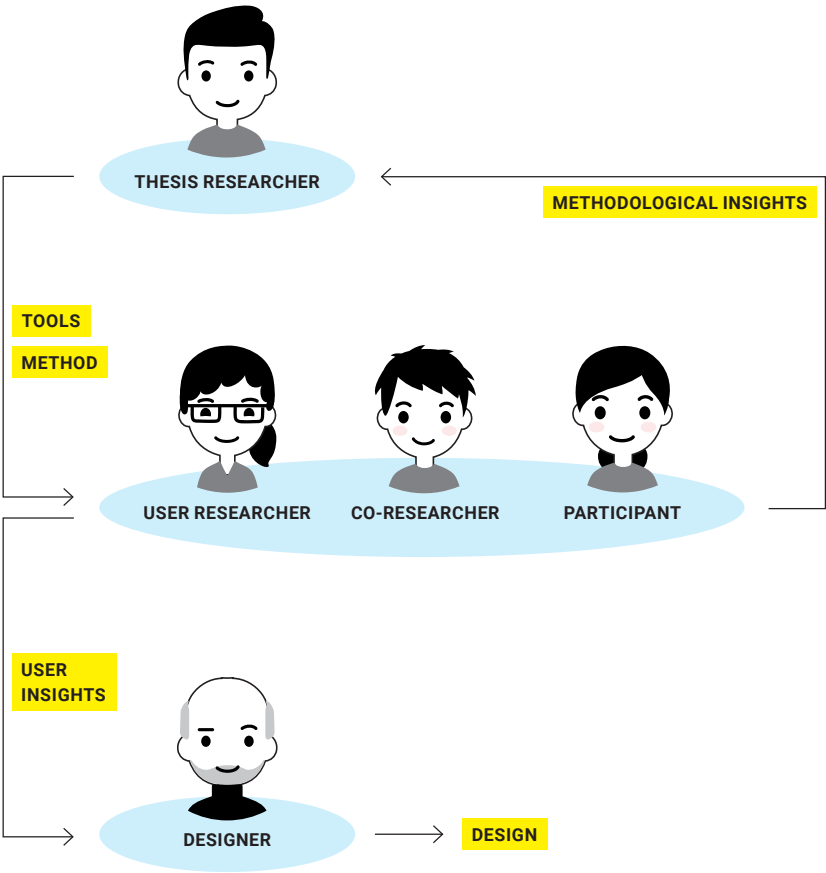 THESIS RESEARCHER
METHODOLOGICAL INSIGHTS
TOOLS
METHOD
USER RESEARCHER
CO-RESEARCHER
PARTICIPANT
USER
INSIGHTS
DESIGNER
DESIGN